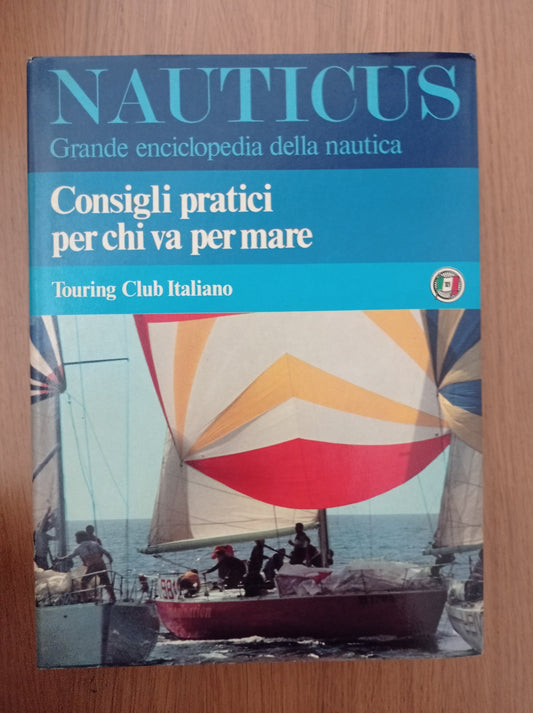 NAUTICUS
Grande enciclopedia della nautica
Consigli pratici
per chi va per mare
Touring Club Italiano